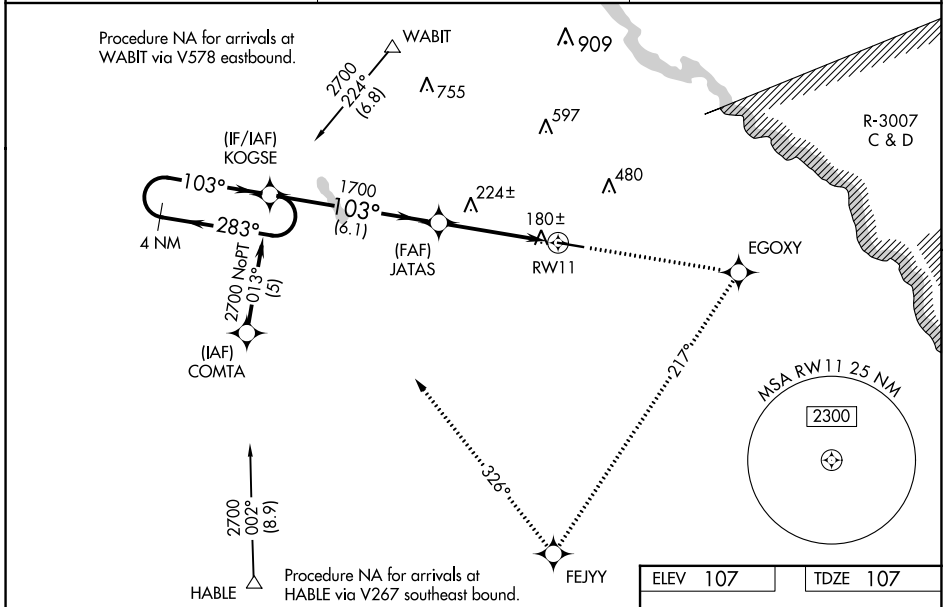 Procedure NA for arrivals at
WABIT via V578 eastbound.
WABIT
2700
224°
(6.8)
909
755
597
480
R-3007
C & D
(IF/IAF)
KOGSE
103°
283°
4 NM
1700
103°
(6.1)
224±
180±
(FAF)
JATAS
RW11
EGOXY
2700 NoPT
013°
(5)
(IAF)
COMTA
217°
326°
MSA RW11 25 NM
2300
2700
002°
(8.9)
HABLE
Procedure NA for arrivals at
HABLE via V267 southeast bound.
FEJYY
ELEV 107
TDZE 107